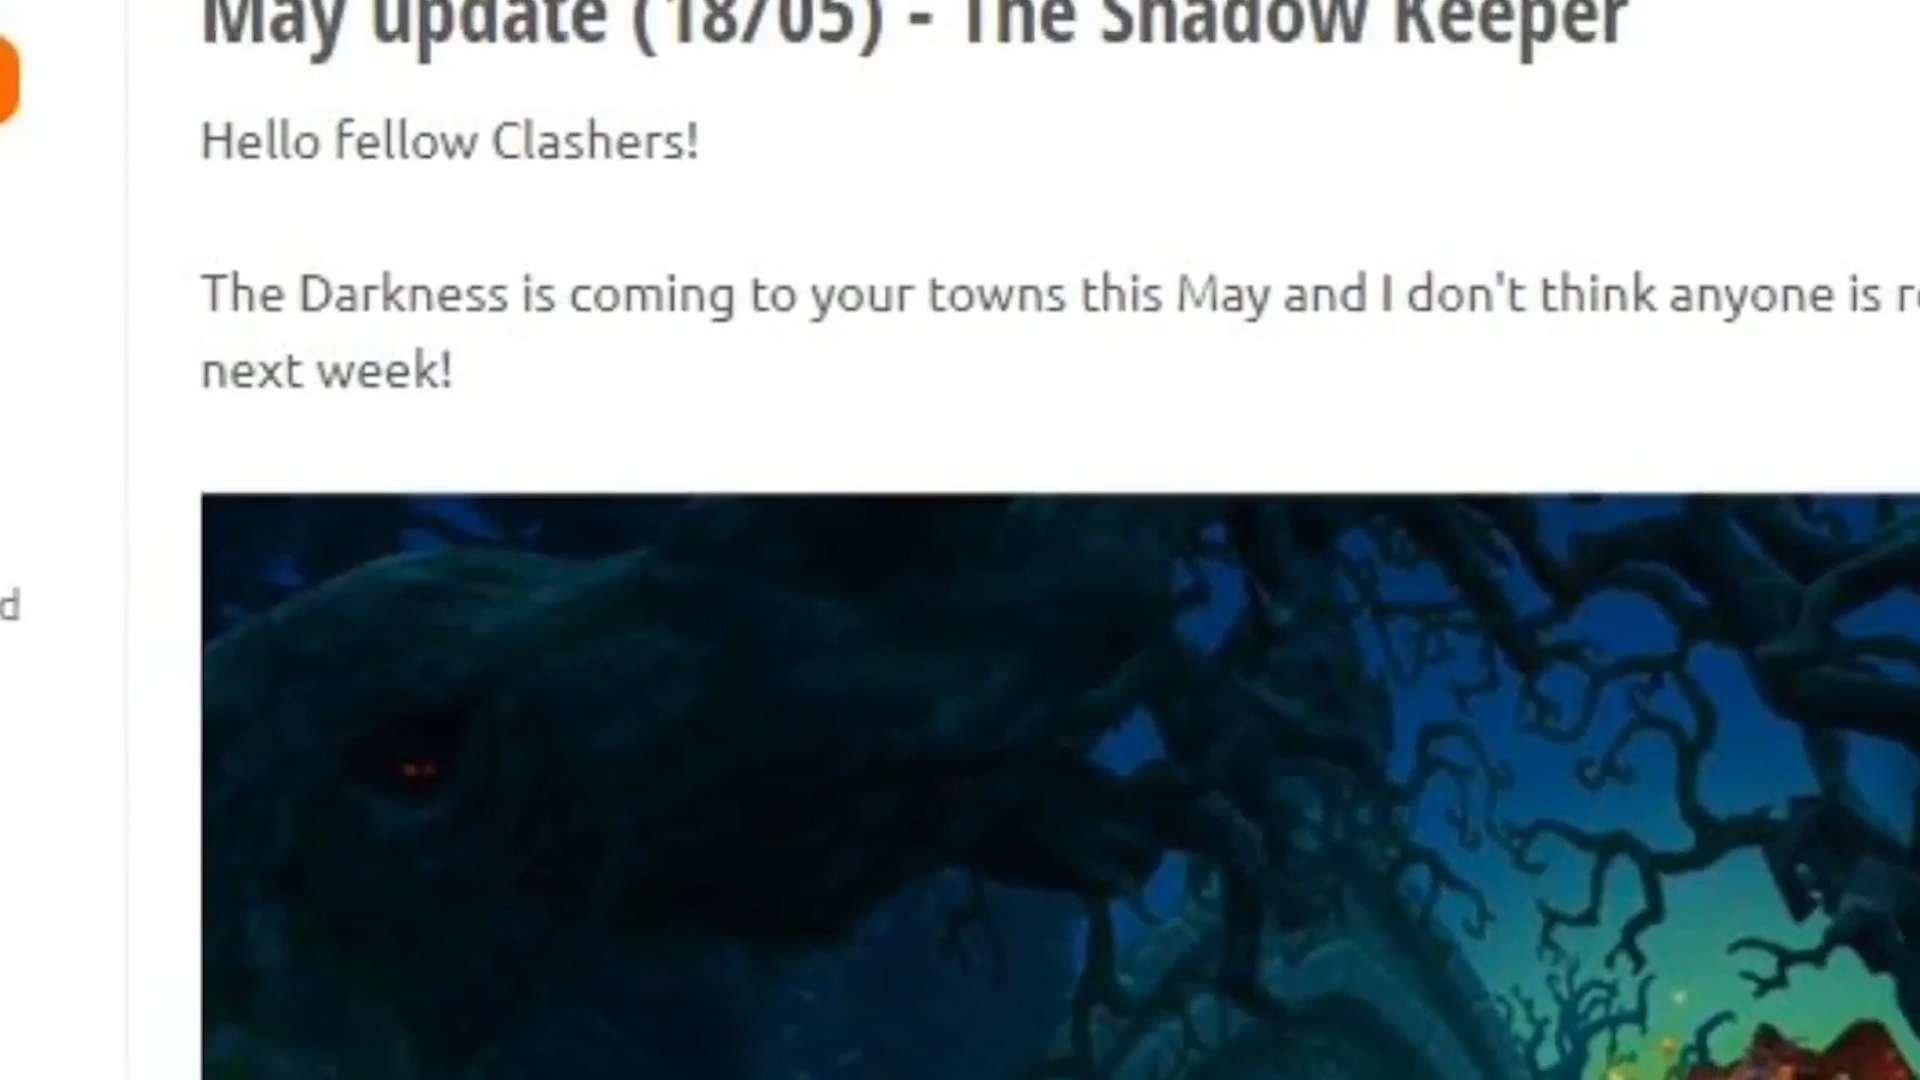 May update (18/05) - The Shadow Keeper
Hello fellow Clashers!
The Darkness is coming to your towns this May and I don't think anyone is
next week!
d